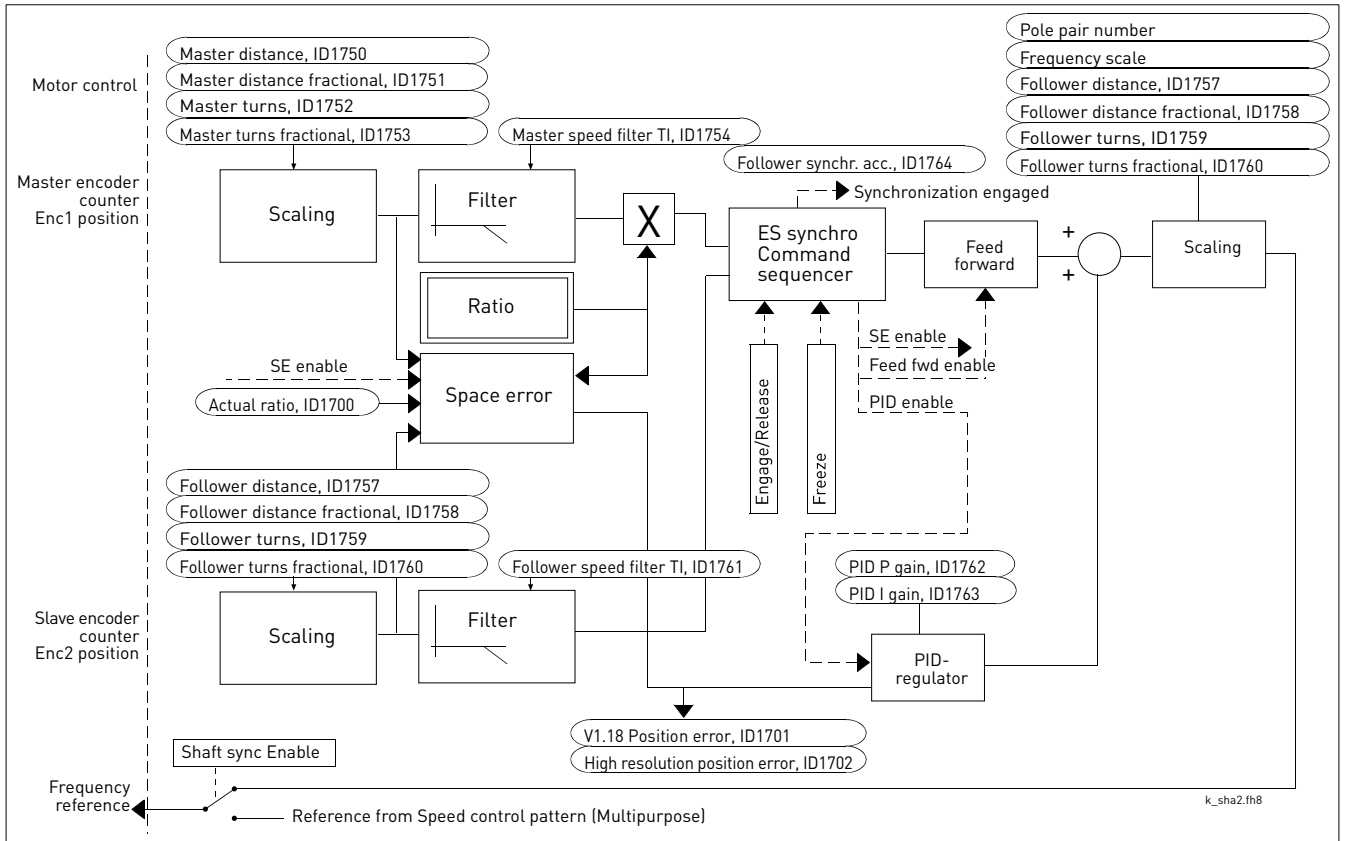 Pole pair number
Frequency scale
Follower distance, ID1757
Follower distance fractional, ID1758
Follower turns, ID1759
Follower turns fractional, ID1760
Master distance, ID1750
Master distance fractional, ID1751
Master turns, ID1752
Master turns fractional, ID1753
Motor control
Master speed filter TI, ID1754
Follower synchr. acc., ID1764
Master encoder
counter
Enc1 position
Scaling
Filter
X
Synchronization engaged
ES synchro
Command
sequencer
Feed
forward
+
+
Scaling
Ratio
SE enable
Feed fwd enable
PID enable
SE enable
Actual ratio, ID1700
Space error
Engage/Release
Freeze
Follower distance, ID1757
Follower distance fractional, ID1758
Follower turns, ID1759
Follower turns fractional, ID1760
Follower speed filter TI, ID1761
PID P gain, ID1762
PID I gain, ID1763
Slave encoder
counter
Enc2 position
Scaling
Filter
PID-
regulator
V1.18 Position error, ID1701
High resolution position error, ID1702
Shaft sync Enable
Frequency
reference
Reference from Speed control pattern (Multipurpose)
k_sha2.fh8